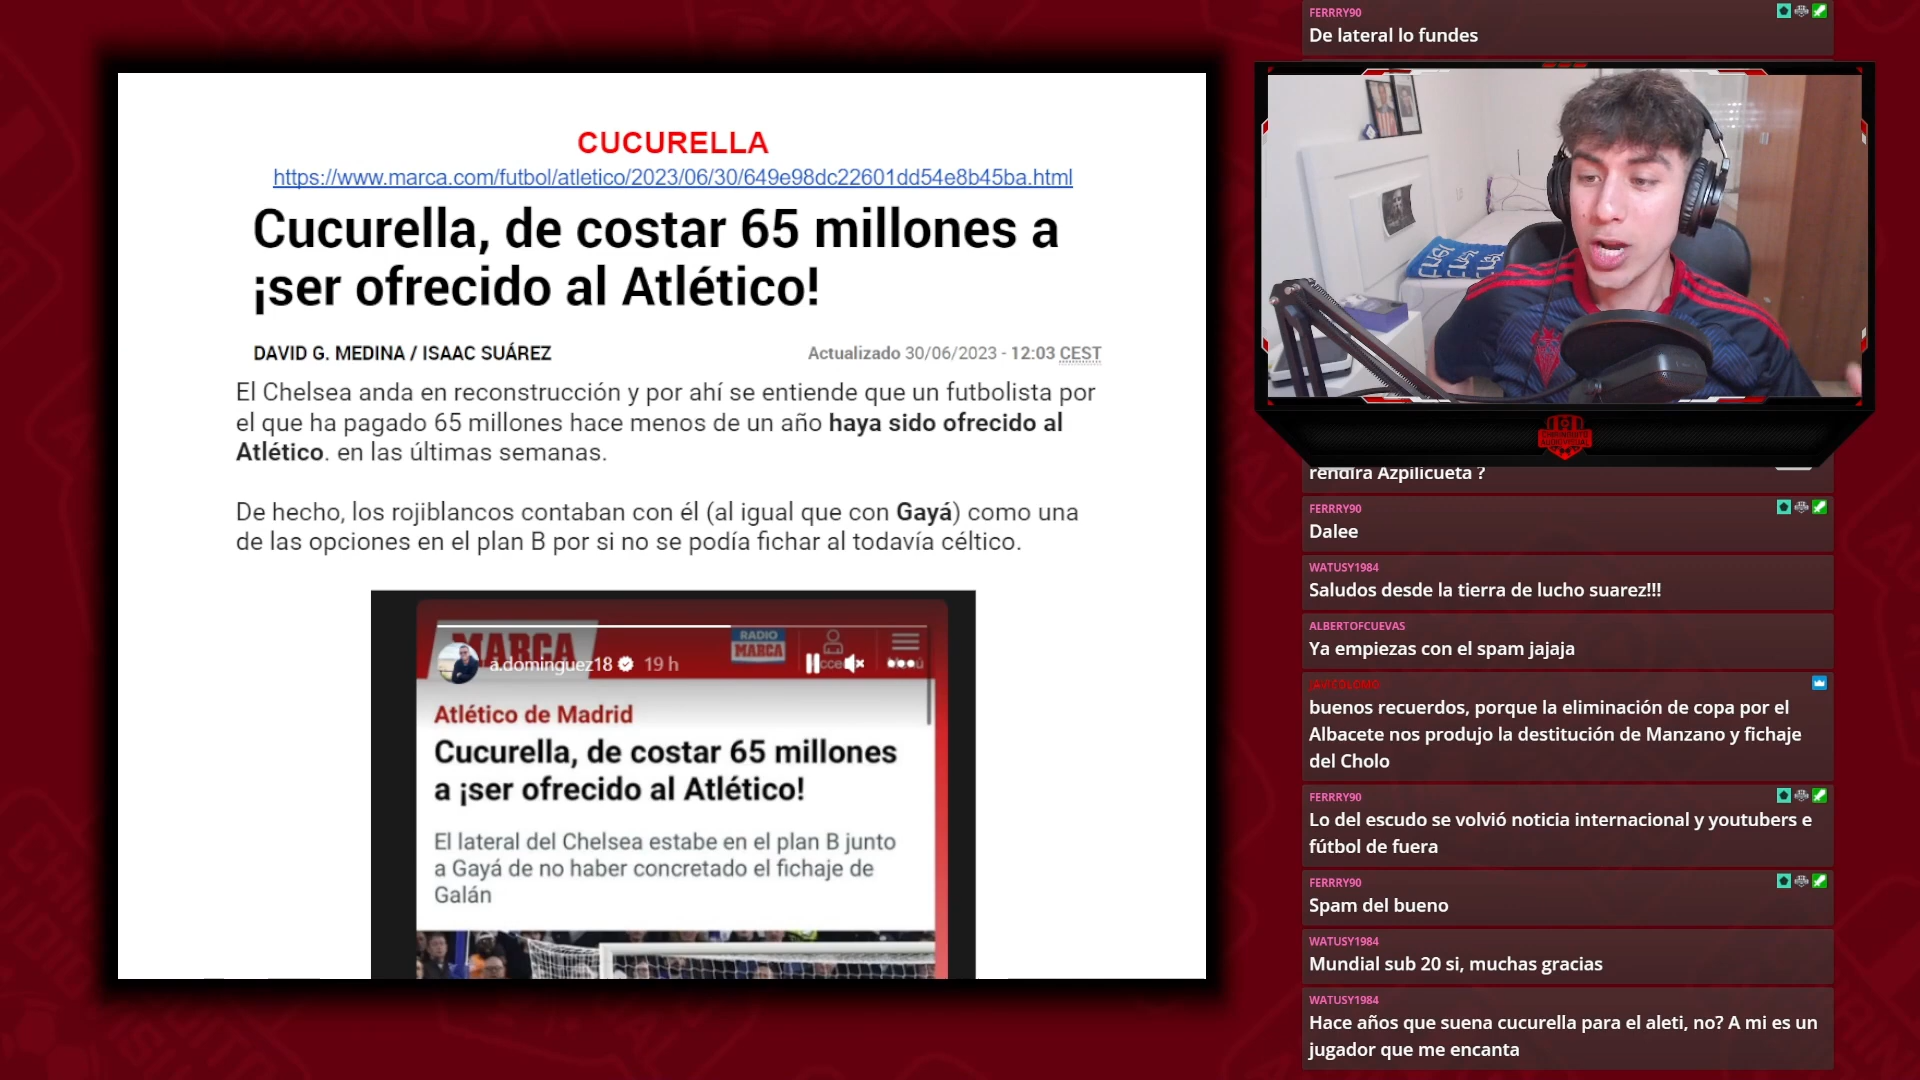 CUCURELLA
https://www.marca.com/futbol/atletico/2023/06/30/649e98dc22601dd54e8b45ba.html
Cucurella, de costar 65 millones a
¡ser ofrecido al Atlético!
DAVID G. MEDINA / ISAAC SUÁREZ
Actualizado 30/06/2023 - 12:03 CEST
El Chelsea anda en reconstrucción y por ahí se entiende que un futbolista por
el que ha pagado 65 millones hace menos de un año haya sido ofrecido al
Atlético. en las últimas semanas.
De hecho, los rojiblancos contaban con él (al igual que con Gayá) como una
de las opciones en el plan B por si no se podía fichar al todavía céltico.
MARCA
RADIO
MARCA
a.dominguez18 19 h
Atlético de Madrid
Cucurella, de costar 65 millones
a ¡ser ofrecido al Atlético!
El lateral del Chelsea estabe en el plan B junto
a Gayá de no haber concretado el fichaje de
Galán
FERRRY90
De lateral lo fundes
rendira Azpilicueta ?
FERRRY90
Dalee
WATUSY1984
Saludos desde la tierra de lucho suarez!!!
ALBERTOFCUEVAS
Ya empiezas con el spam jajaja
buenos recuerdos, porque la eliminación de copa por el
Albacete nos produjo la destitución de Manzano y fichaje
del Cholo
FERRRY90
Lo del escudo se volvió noticia internacional y youtubers e
fútbol de fuera
FERRRY90
Spam del bueno
WATUSY1984
Mundial sub 20 si, muchas gracias
WATUSY1984
Hace años que suena cucurella para el aleti, no? A mi es un
jugador que me encanta